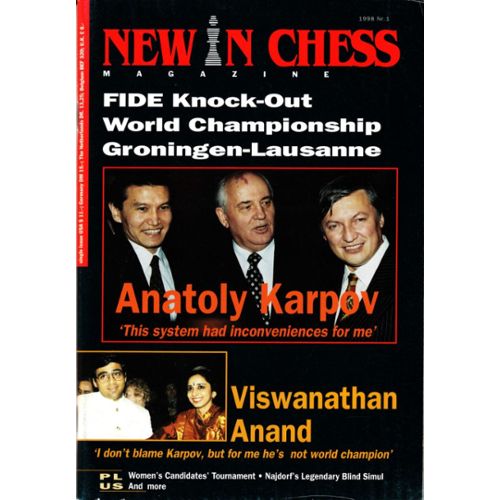 1998 Nr.1
NEW IN CHESS
MAGAZINE
FIDE Knock-Out
World Championship
Groningen-Lausanne
Anatoly Karpov
‘This system had inconveniences for me’
Viswanathan
Anand
‘I don’t blame Karpov, but for me he’s not world champion’
PLUS
Women’s Candidates’ Tournament • Najdorf’s Legendary Blind Simul
And more